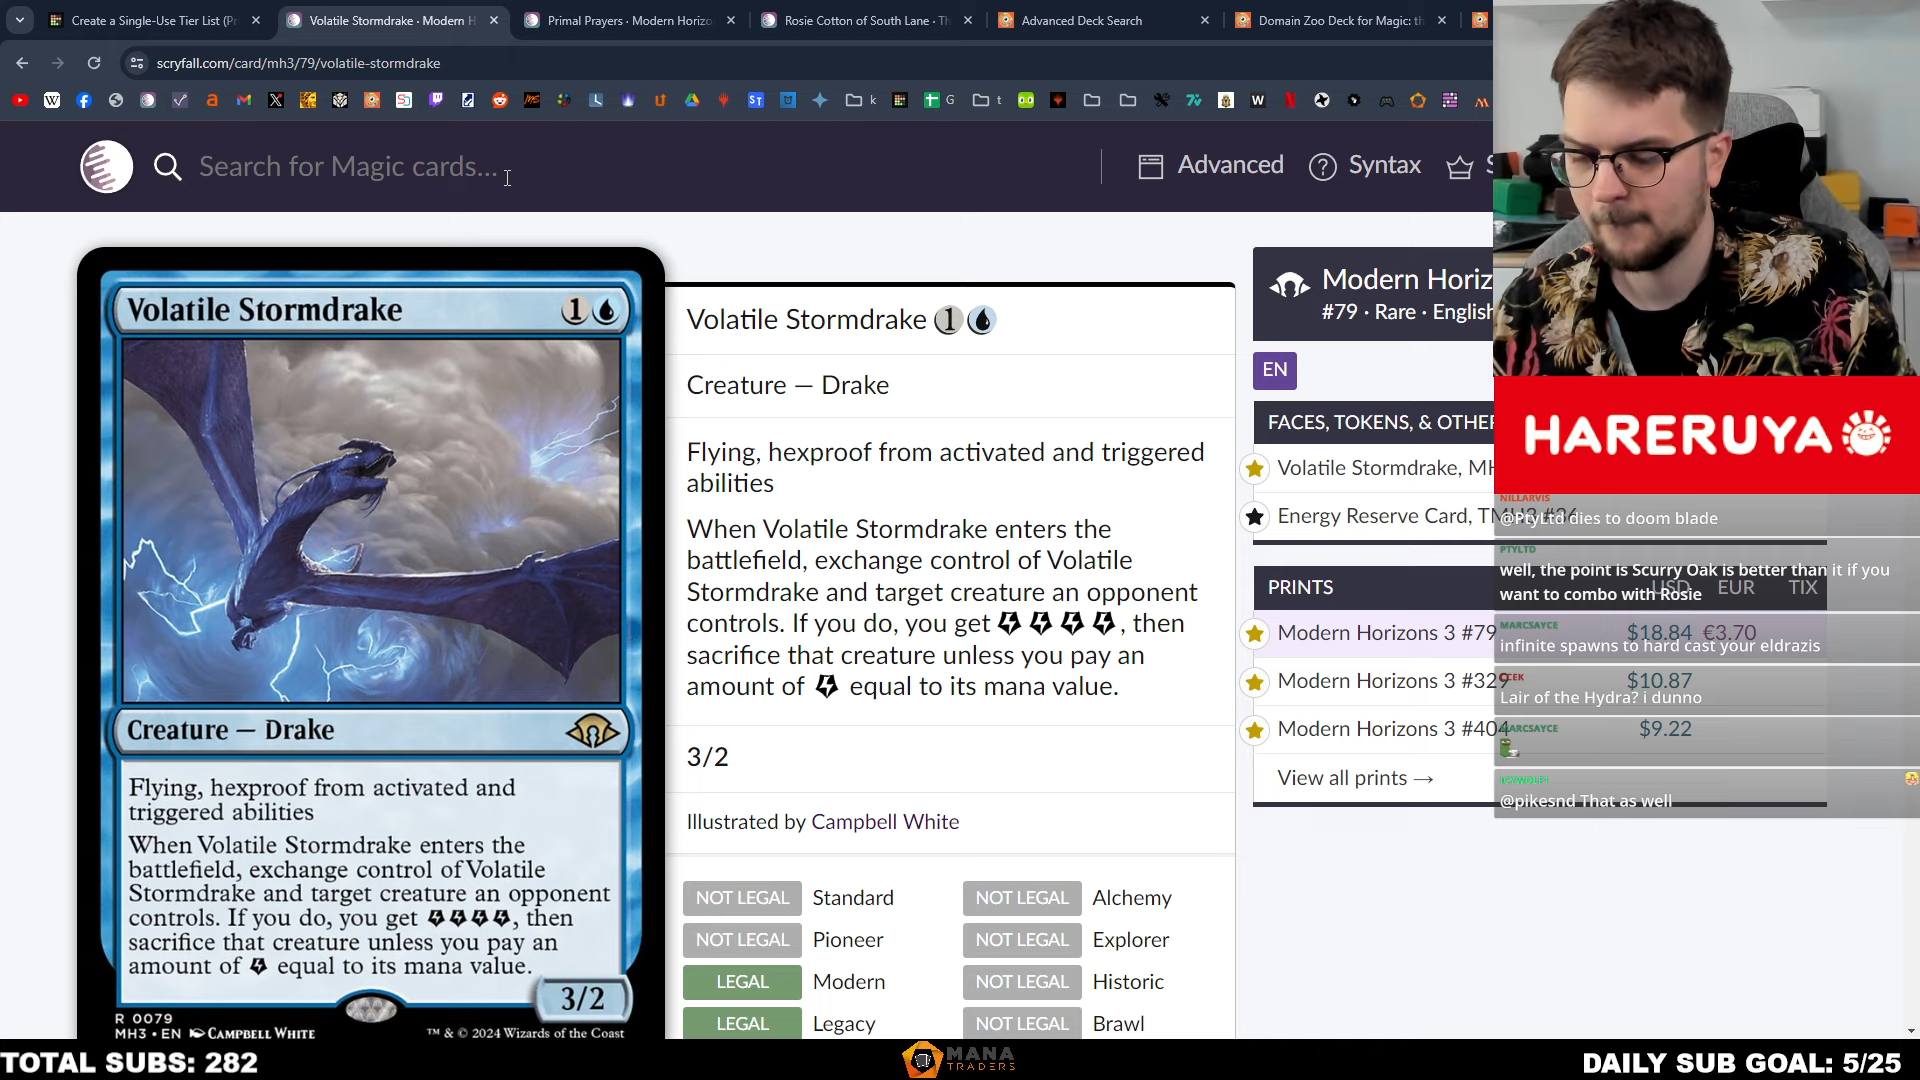 Create a Single-Use Tier List (Pr
Volatile Stormdrake · Modern H
Primal Prayers · Modern Horizo
Rosie Cotton of South Lane · Th
Advanced Deck Search
Domain Zoo Deck for Magic: th
scryfall.com/card/mh3/79/volatile-stormdrake
k
G
t
Search for Magic cards...
Advanced
Syntax
S
Volatile Stormdrake 1
Creature — Drake
Flying, hexproof from activated and
triggered abilities
When Volatile Stormdrake enters the
battlefield, exchange control of Volatile
Stormdrake and target creature an opponent
controls. If you do, you get , then
sacrifice that creature unless you pay an
amount of equal to its mana value.
3/2
R 0079
MH3 • EN CAMPBELL WHITE
™ & © 2024 Wizards of the Coast
Volatile Stormdrake 1
Creature — Drake
Flying, hexproof from activated and triggered
abilities
When Volatile Stormdrake enters the
battlefield, exchange control of Volatile
Stormdrake and target creature an opponent
controls. If you do, you get , then
sacrifice that creature unless you pay an
amount of equal to its mana value.
3/2
Illustrated by Campbell White
NOT LEGAL Standard
NOT LEGAL Alchemy
NOT LEGAL Pioneer
NOT LEGAL Explorer
LEGAL Modern
NOT LEGAL Historic
LEGAL Legacy
NOT LEGAL Brawl
Modern Horiz
#79 · Rare · English
EN
FACES, TOKENS, & OTHER
Volatile Stormdrake, MH
Energy Reserve Card, TMH3 #36
PRINTS USD EUR TIX
Modern Horizons 3 #79 $18.84 €3.70
Modern Horizons 3 #329 $10.87
Modern Horizons 3 #404 $9.22
View all prints →
HARERUYA
NILLARVIS
@PtyLtd dies to doom blade
PTYLTD
well, the point is Scurry Oak is better than it if you
want to combo with Rosie
MARCSAYCE
infinite spawns to hard cast your eldrazis
Lair of the Hydra? i dunno
MARCSAYCE
@pikesnd That as well
TOTAL SUBS: 282
MANA
TRADERS
DAILY SUB GOAL: 5/25